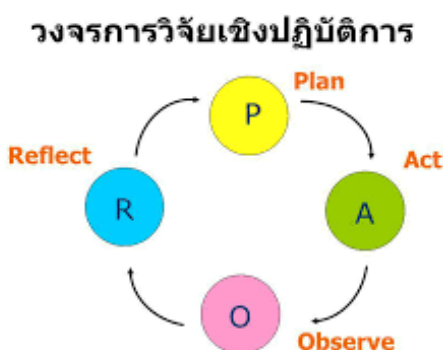 วงจรการวิจัยเชิงปฏิบัติการ
Plan
P
Reflect
Act
R
A
O
Observe